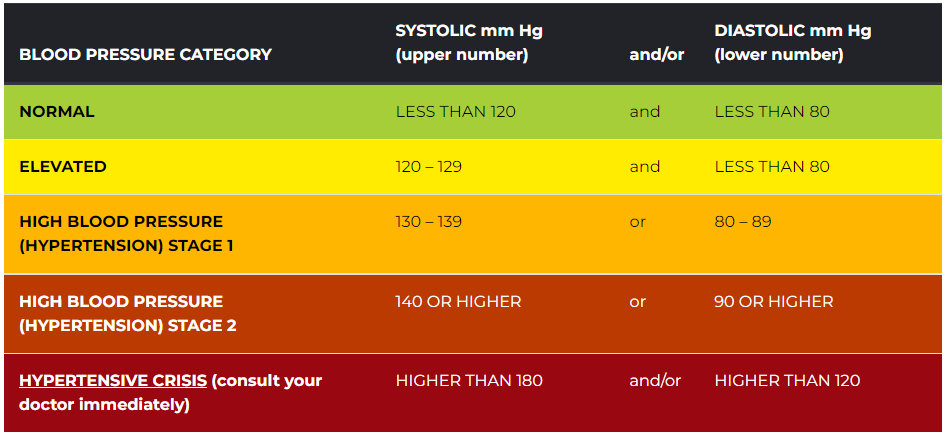 BLOOD PRESSURE CATEGORY SYSTOLIC mm Hg (upper number) and/or DIASTOLIC mm Hg (lower number)
NORMAL LESS THAN 120 and LESS THAN 80
ELEVATED 120 – 129 and LESS THAN 80
HIGH BLOOD PRESSURE 130 – 139 or 80 – 89
(HYPERTENSION) STAGE 1
HIGH BLOOD PRESSURE 140 OR HIGHER or 90 OR HIGHER
(HYPERTENSION) STAGE 2
HYPERTENSIVE CRISIS (consult your HIGHER THAN 180 and/or HIGHER THAN 120
doctor immediately)